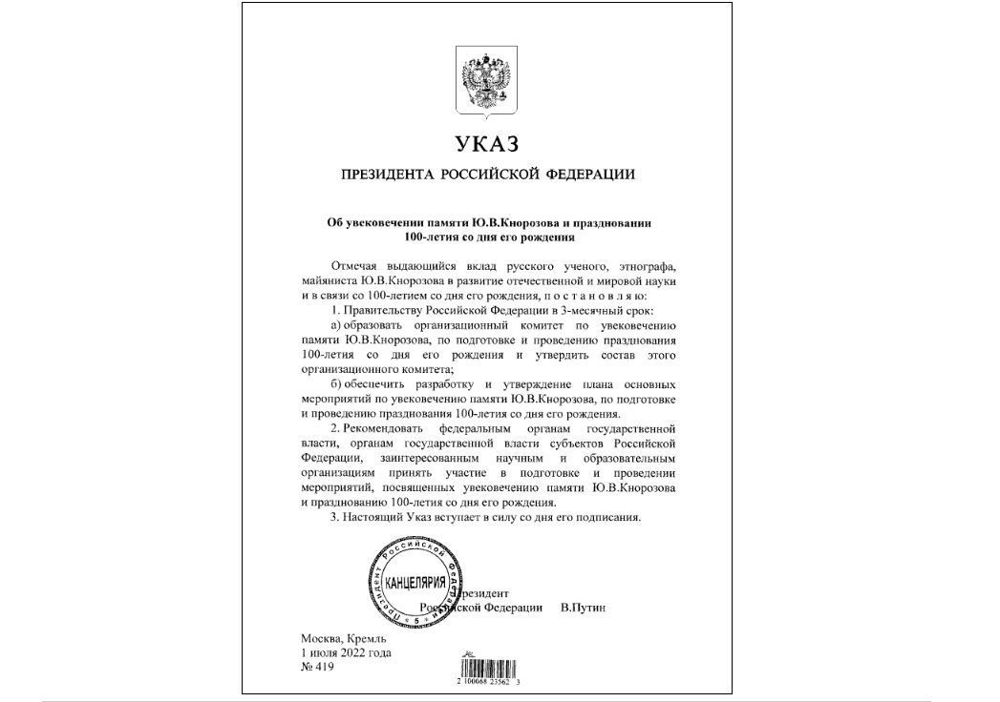 УКАЗ
ПРЕЗИДЕНТА РОССИЙСКОЙ ФЕДЕРАЦИИ
Об увековечении памяти Ю.В.Кнорозова и праздновании
100-летия со дня его рождения
Отмечая выдающийся вклад русского ученого, этнографа,
майяниста Ю.В.Кнорозова в развитие отечественной и мировой науки
и в связи со 100-летием со дня его рождения, п о с т а н о в л я ю:
1. Правительству Российской Федерации в 3-месячный срок:
а) образовать организационный комитет по увековечению
памяти Ю.В.Кнорозова, по подготовке и проведению празднования
100-летия со дня его рождения и утвердить состав этого
организационного комитета;
б) обеспечить разработку и утверждение плана основных
мероприятий по увековечению памяти Ю.В.Кнорозова, по подготовке
и проведению празднования 100-летия со дня его рождения.
2. Рекомендовать федеральным органам государственной
власти, органам государственной власти субъектов Российской
Федерации, заинтересованным научным и образовательным
организациям принять участие в подготовке и проведении
мероприятий, посвященных увековечению памяти Ю.В.Кнорозова
и празднованию 100-летия со дня его рождения.
3. Настоящий Указ вступает в силу со дня его подписания.
Президент Российской Федерации
КАНЦЕЛЯРИЯ
* 5 *
Президент
Российской Федерации В.Путин
Москва, Кремль
1 июля 2022 года
№ 419
2 100068 23562 3